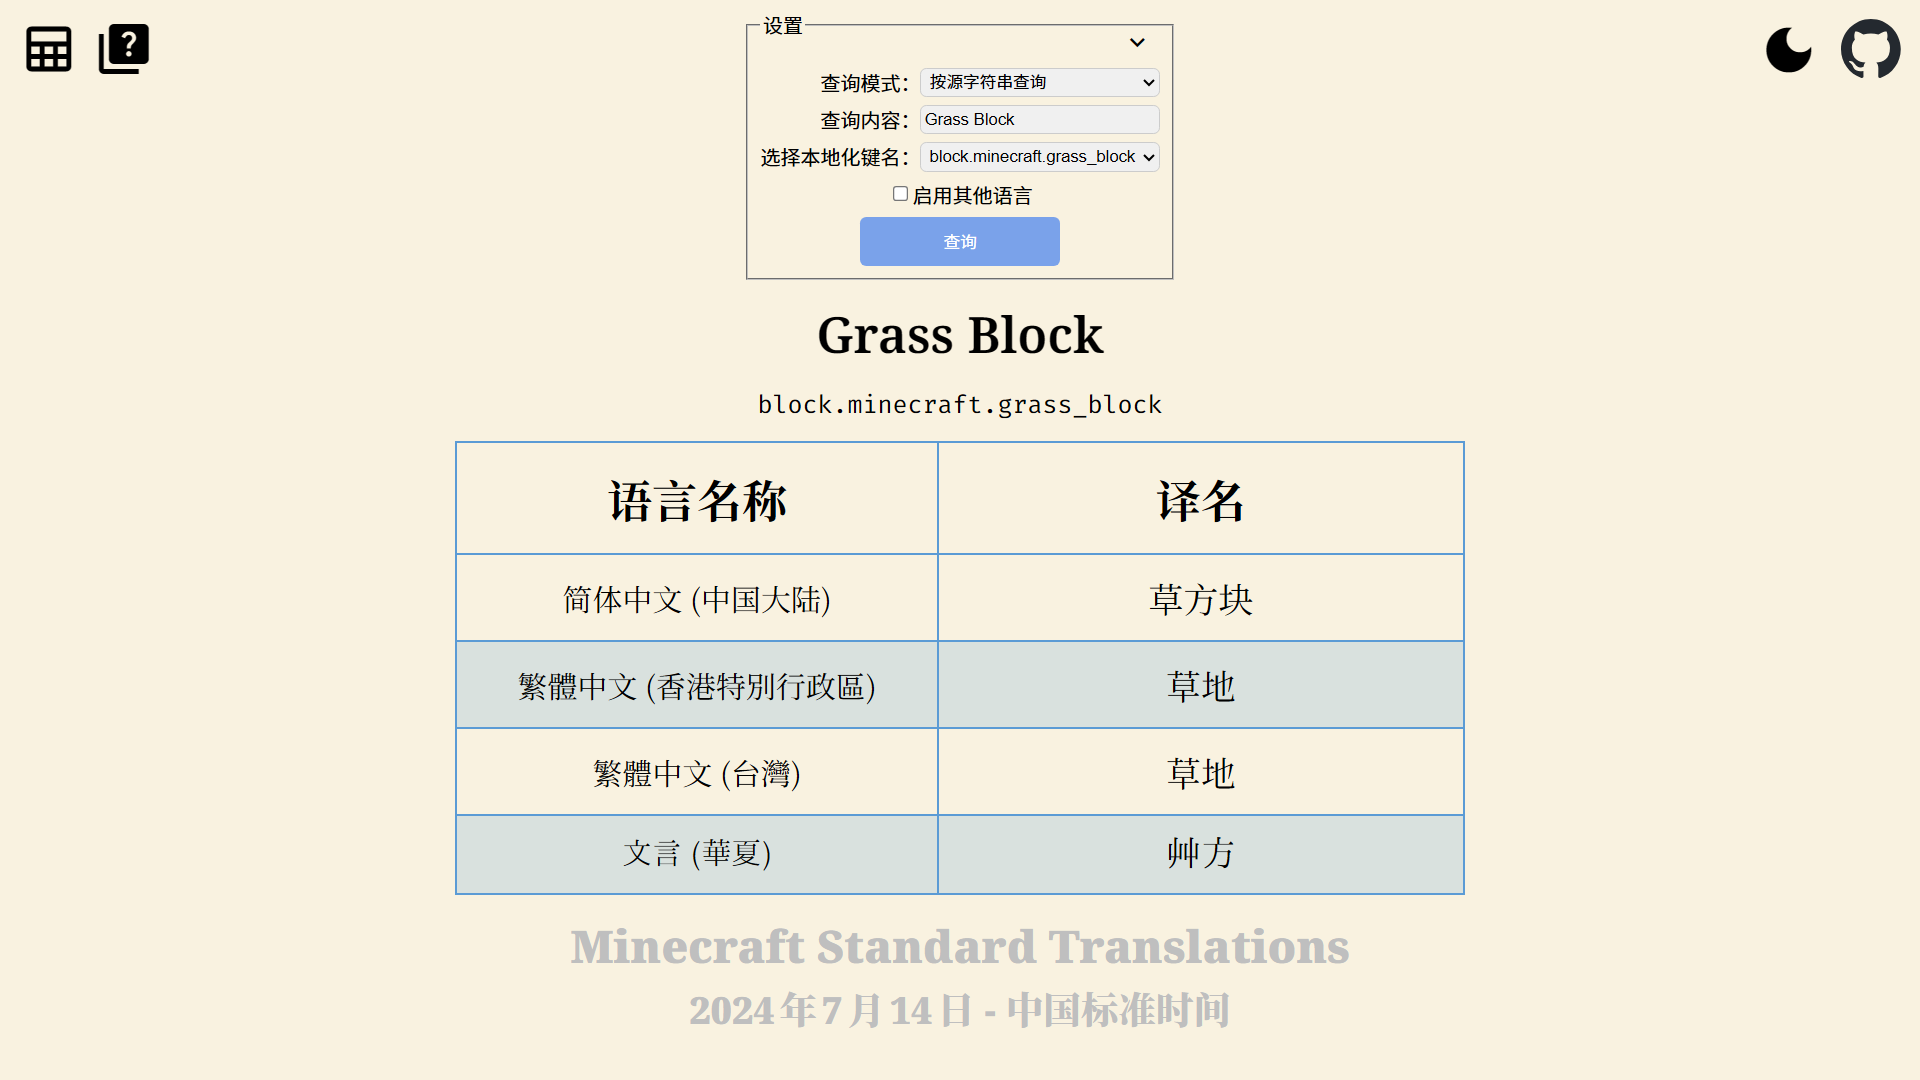 设置
查询模式： 按源字符串查询
查询内容： Grass Block
选择本地化键名： block.minecraft.grass_block
启用其他语言
查询
Grass Block
block.minecraft.grass_block
语言名称 译名
简体中文 (中国大陆) 草方块
繁體中文 (香港特別行政區) 草地
繁體中文 (台灣) 草地
文言 (華夏) 艸方
Minecraft Standard Translations
2024年7月14日 - 中国标准时间